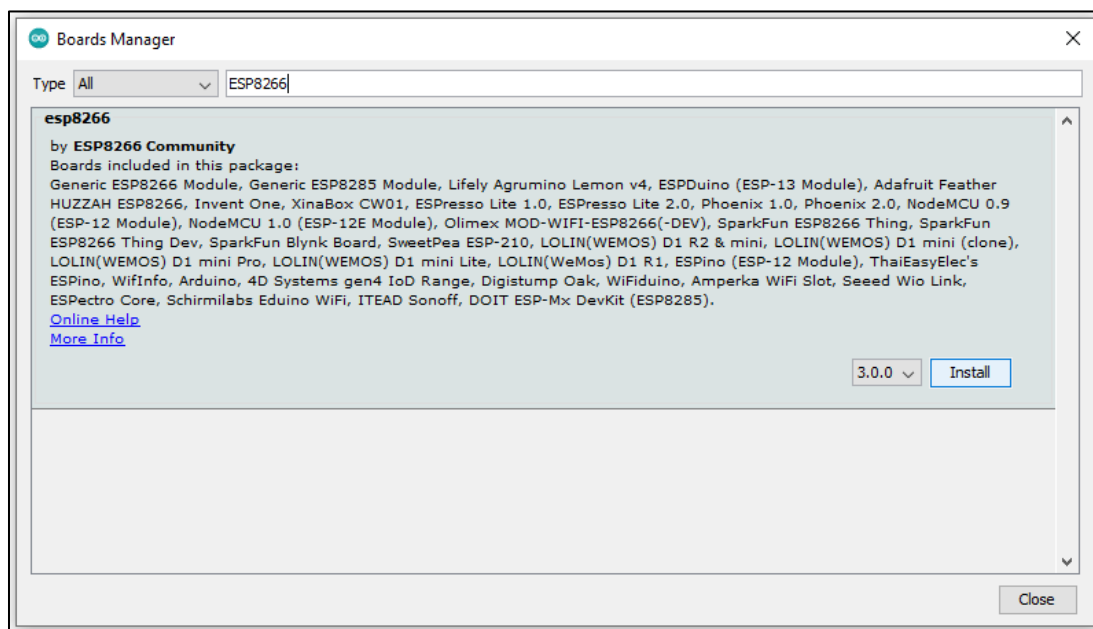 Boards Manager
Type All ESP8266
esp8266
by ESP8266 Community
Boards included in this package:
Generic ESP8266 Module, Generic ESP8285 Module, Lifely Agrumino Lemon v4, ESPDuino (ESP-13 Module), Adafruit Feather
HUZZAH ESP8266, Invent One, XinaBox CW01, ESPresso Lite 1.0, ESPresso Lite 2.0, Phoenix 1.0, Phoenix 2.0, NodeMCU 0.9
(ESP-12 Module), NodeMCU 1.0 (ESP-12E Module), Olimex MOD-WIFI-ESP8266(-DEV), SparkFun ESP8266 Thing, SparkFun
ESP8266 Thing Dev, SparkFun Blynk Board, SweetPea ESP-210, LOLIN(WEMOS) D1 R2 & mini, LOLIN(WEMOS) D1 mini (clone),
LOLIN(WEMOS) D1 mini Pro, LOLIN(WEMOS) D1 mini Lite, LOLIN(WeMos) D1 R1, ESPino (ESP-12 Module), ThaiEasyElec's
ESPino, WifInfo, Arduino, 4D Systems gen4 IoD Range, Digistump Oak, WiFiduino, Amperka WiFi Slot, Seeed Wio Link,
ESPectro Core, Schirmilabs Eduino WiFi, ITEAD Sonoff, DOIT ESP-Mx DevKit (ESP8285).
Online Help
More Info
3.0.0 Install
Close